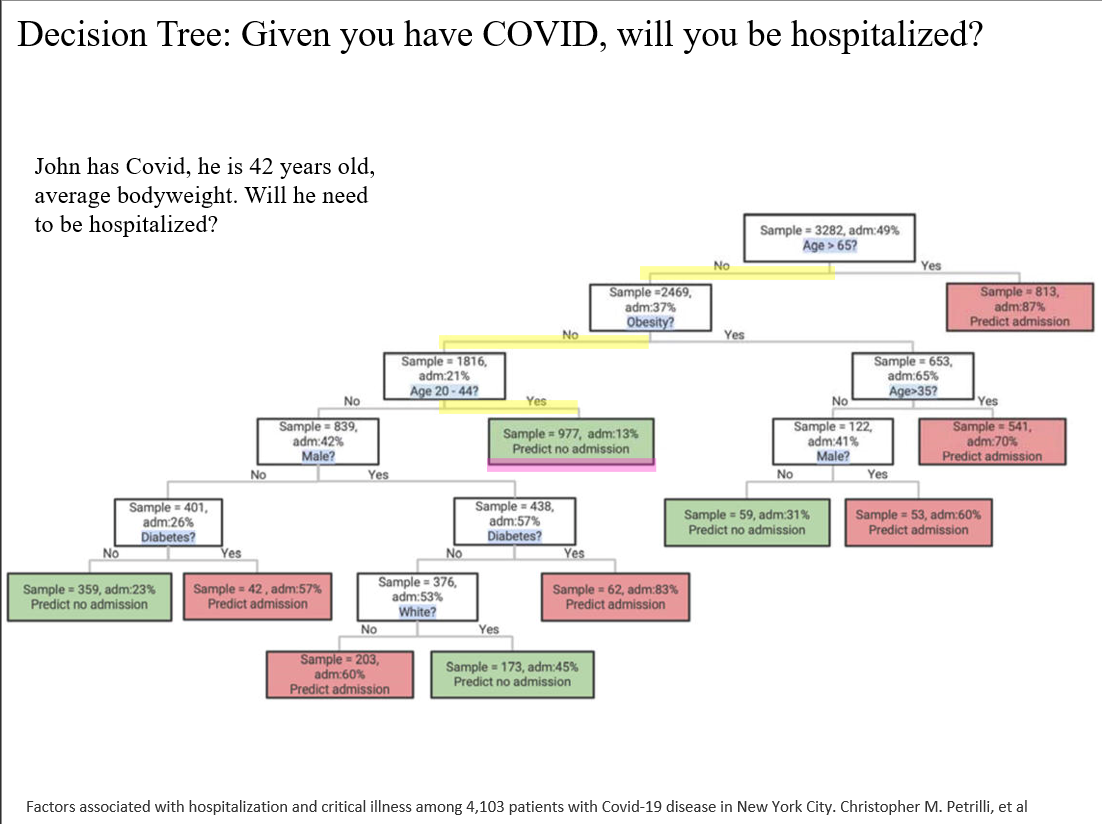 Decision Tree: Given you have COVID, will you be hospitalized?
John has Covid, he is 42 years old,
average bodyweight. Will he need
to be hospitalized?
Sample = 3282, adm:49%
Age > 65?
No
Yes
Sample =2469,
adm:37%
Obesity?
Sample = 813,
adm:87%
Predict admission
No
Yes
Sample = 1816,
adm:21%
Age 20 - 44?
Sample = 653,
adm:65%
Age>35?
No
Yes
No
Yes
Sample = 839,
adm:42%
Male?
Sample = 977, adm:13%
Predict no admission
Sample = 122,
adm:41%
Male?
Sample = 541,
adm:70%
Predict admission
No
Yes
No
Yes
Sample = 401,
adm:26%
Diabetes?
Sample = 438,
adm:57%
Diabetes?
Sample = 59, adm:31%
Predict no admission
Sample = 53, adm:60%
Predict admission
No
Yes
No
Yes
Sample = 359, adm:23%
Predict no admission
Sample = 42 , adm:57%
Predict admission
Sample = 376,
adm:53%
White?
Sample = 62, adm:83%
Predict admission
No
Yes
Sample = 203,
adm:60%
Predict admission
Sample = 173, adm:45%
Predict no admission
Factors associated with hospitalization and critical illness among 4,103 patients with Covid-19 disease in New York City. Christopher M. Petrilli, et al